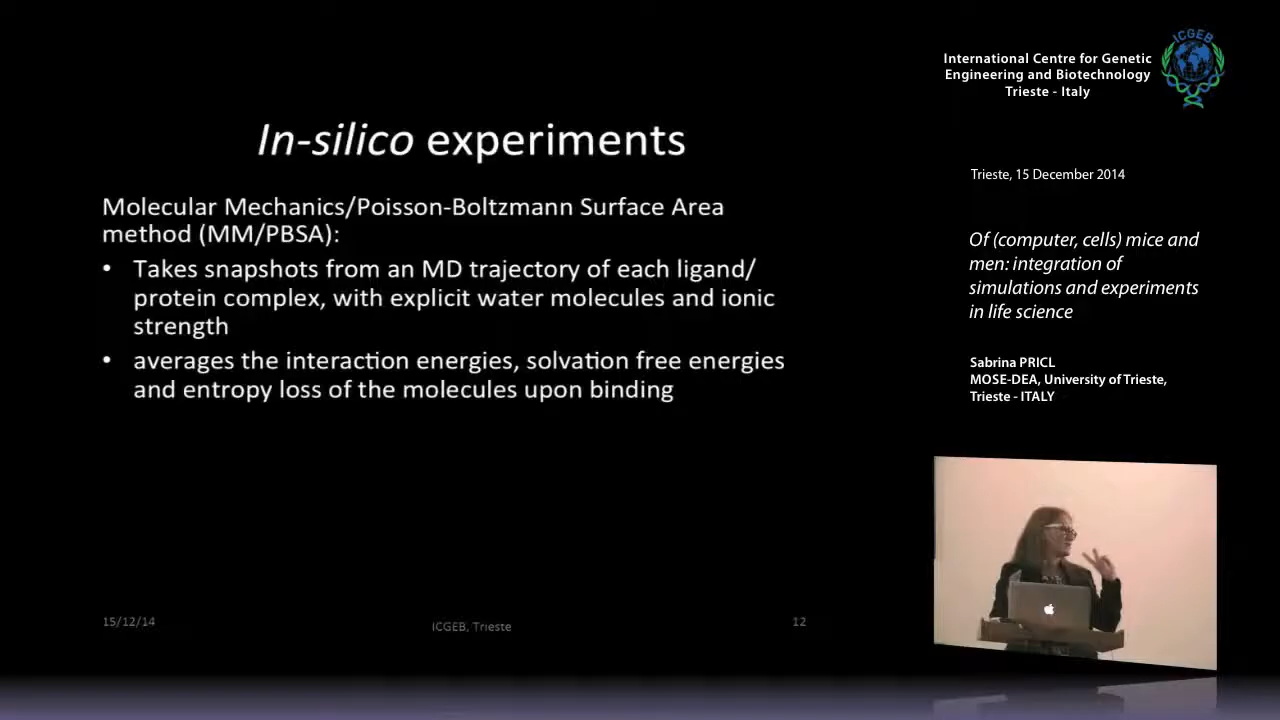 International Centre for Genetic
Engineering and Biotechnology
Trieste - Italy
ICGEB
In-silico experiments
Trieste, 15 December 2014
Molecular Mechanics/Poisson-Boltzmann Surface Area
method (MM/PBSA):
• Takes snapshots from an MD trajectory of each ligand/
protein complex, with explicit water molecules and ionic
strength
• averages the interaction energies, solvation free energies
and entropy loss of the molecules upon binding
Of (computer, cells) mice and
men: integration of
simulations and experiments
in life science
Sabrina PRICL
MOSE-DEA, University of Trieste,
Trieste - ITALY
15/12/14
ICGEB, Trieste
12